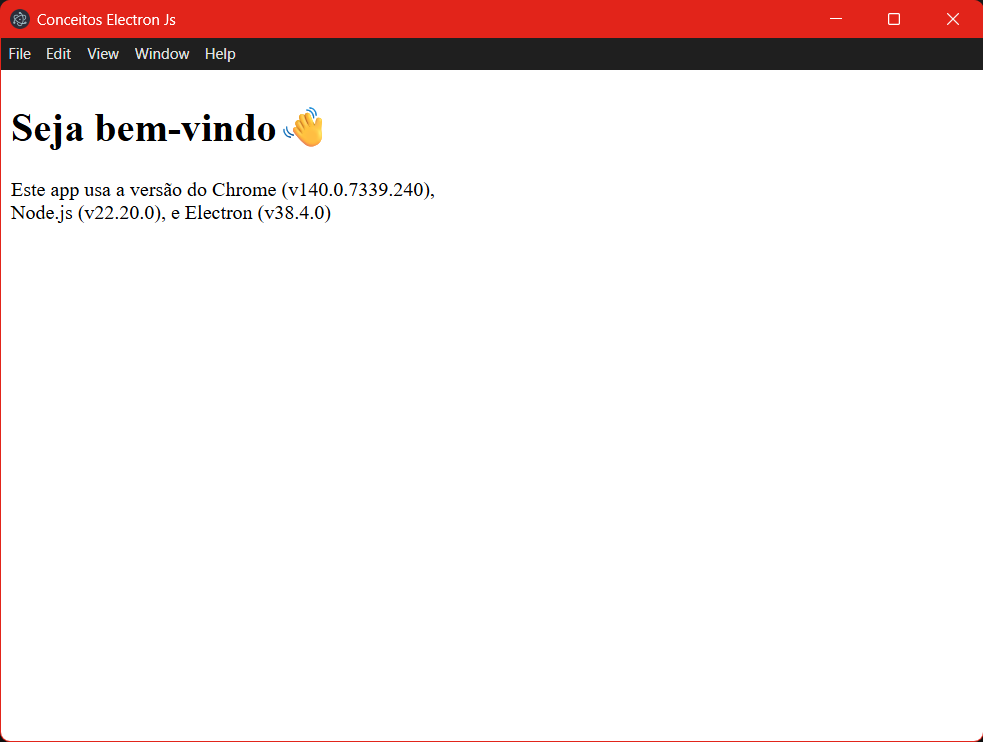 Conceitos Electron Js
File Edit View Window Help
Seja bem-vindo 👋
Este app usa a versão do Chrome (v140.0.7339.240),
Node.js (v22.20.0), e Electron (v38.4.0)